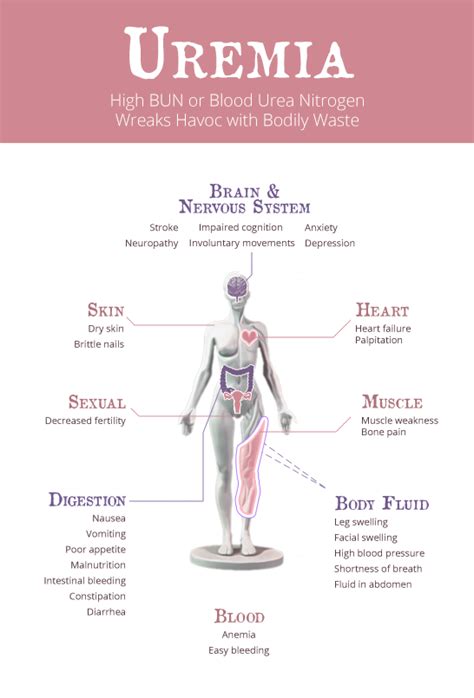 UREMIA
High BUN or Blood Urea Nitrogen
Wreaks Havoc with Bodily Waste
BRAIN &
NERVOUS SYSTEM
Stroke Impaired cognition Anxiety
Neuropathy Involuntary movements Depression
SKIN
Dry skin
Brittle nails
HEART
Heart failure
Palpitation
SEXUAL
Decreased fertility
MUSCLE
Muscle weakness
Bone pain
DIGESTION
Nausea
Vomiting
Poor appetite
Malnutrition
Intestinal bleeding
Constipation
Diarrhea
BODY FLUID
Leg swelling
Facial swelling
High blood pressure
Shortness of breath
Fluid in abdomen
BLOOD
Anemia
Easy bleeding